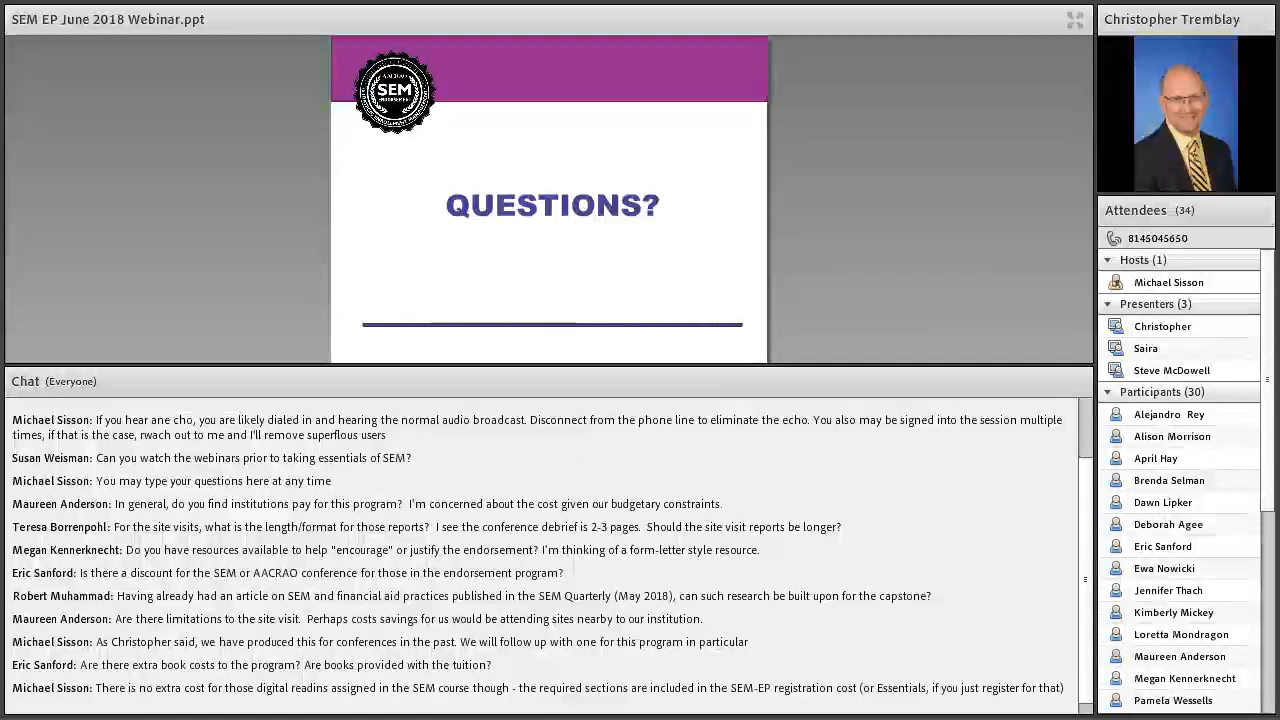 SEM EP June 2018 Webinar.ppt
AACRAO
SEM
QUESTIONS?
Chat (Everyone)
Michael Sisson: If you hear ane cho, you are likely dialed in and hearing the normal audio broadcast. Disconnect from the phone line to eliminate the echo. You also may be signed into the session multiple
times, if that is the case, rwach out to me and I'll remove superflous users
Susan Weisman: Can you watch the webinars prior to taking essentials of SEM?
Michael Sisson: You may type your questions here at any time
Maureen Anderson: In general, do you find institutions pay for this program? I'm concerned about the cost given our budgetary constraints.
Teresa Borrenpohl: For the site visits, what is the length/format for those reports? I see the conference debrief is 2-3 pages. Should the site visit reports be longer?
Megan Kennerknecht: Do you have resources available to help "encourage" or justify the endorsement? I'm thinking of a form-letter style resource.
Eric Sanford: Is there a discount for the SEM or AACRAO conference for those in the endorsement program?
Robert Muhammad: Having already had an article on SEM and financial aid practices published in the SEM Quarterly (May 2018), can such research be built upon for the capstone?
Maureen Anderson: Are there limitations to the site visit. Perhaps costs savings for us would be attending sites nearby to our institution.
Michael Sisson: As Christopher said, we have produced this for conferences in the past. We will follow up with one for this program in particular
Eric Sanford: Are there extra book costs to the program? Are books provided with the tuition?
Michael Sisson: There is no extra cost for those digital readins assigned in the SEM course though - the required sections are included in the SEM-EP registration cost (or Essentials, if you just register for that)
Christopher Tremblay
Attendees (34)
8145045650
Hosts (1)
Michael Sisson
Presenters (3)
Christopher
Saira
Steve McDowell
Participants (30)
Alejandro Rey
Alison Morrison
April Hay
Brenda Selman
Dawn Lipker
Deborah Agee
Eric Sanford
Ewa Nowicki
Jennifer Thach
Kimberly Mickey
Loretta Mondragon
Maureen Anderson
Megan Kennerknecht
Pamela Wessells